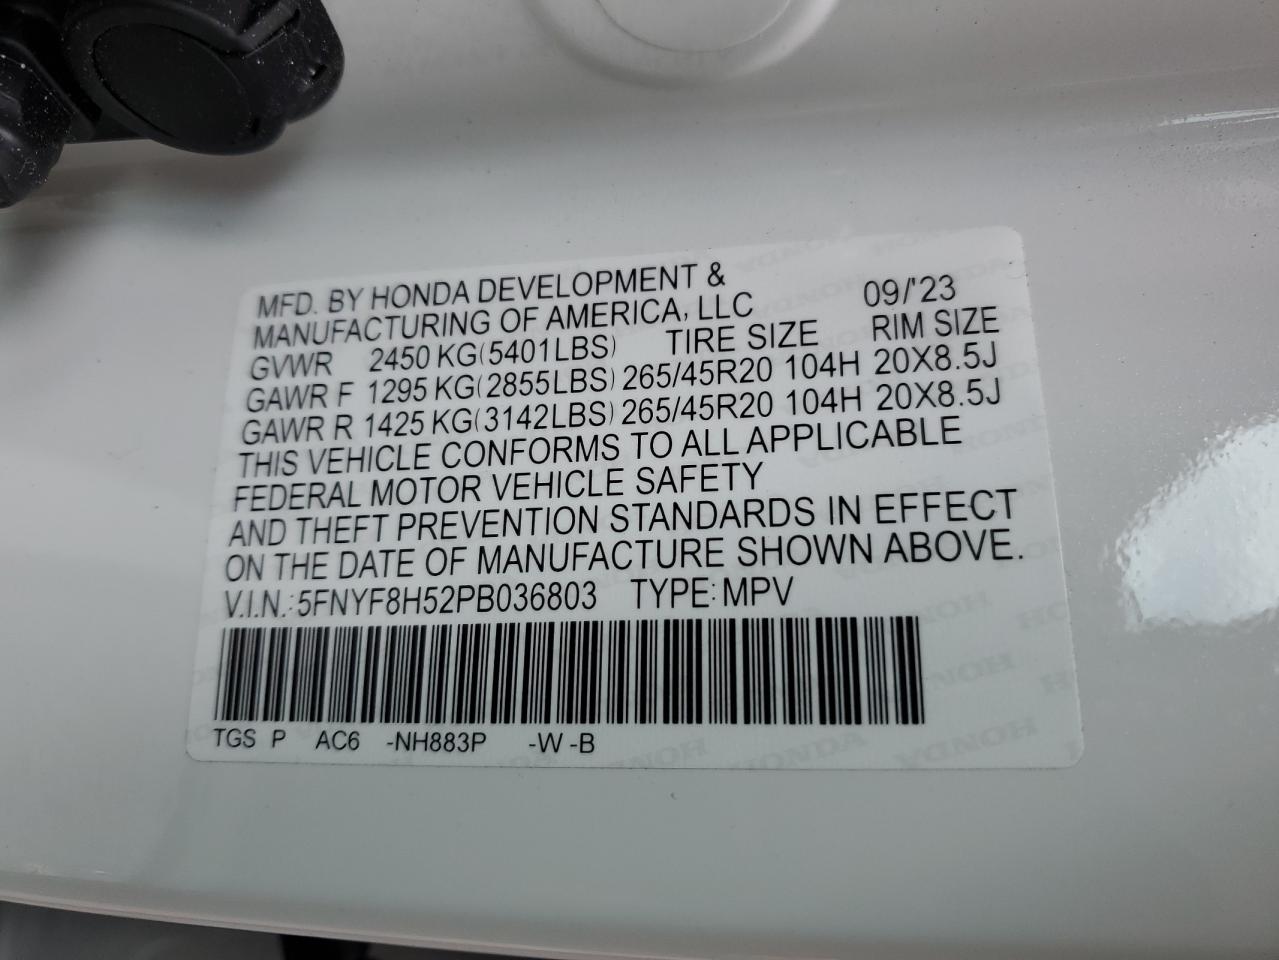 MFD. BY HONDA DEVELOPMENT &
MANUFACTURING OF AMERICA, LLC 09/'23
GVWR 2450 KG(5401LBS) TIRE SIZE RIM SIZE
GAWR F 1295 KG(2855LBS) 265/45R20 104H 20X8.5J
GAWR R 1425 KG(3142LBS) 265/45R20 104H 20X8.5J
THIS VEHICLE CONFORMS TO ALL APPLICABLE
FEDERAL MOTOR VEHICLE SAFETY
AND THEFT PREVENTION STANDARDS IN EFFECT
ON THE DATE OF MANUFACTURE SHOWN ABOVE.
V.I.N.:5FNYF8H52PB036803 TYPE:MPV
TGS P AC6 -NH883P -W -B